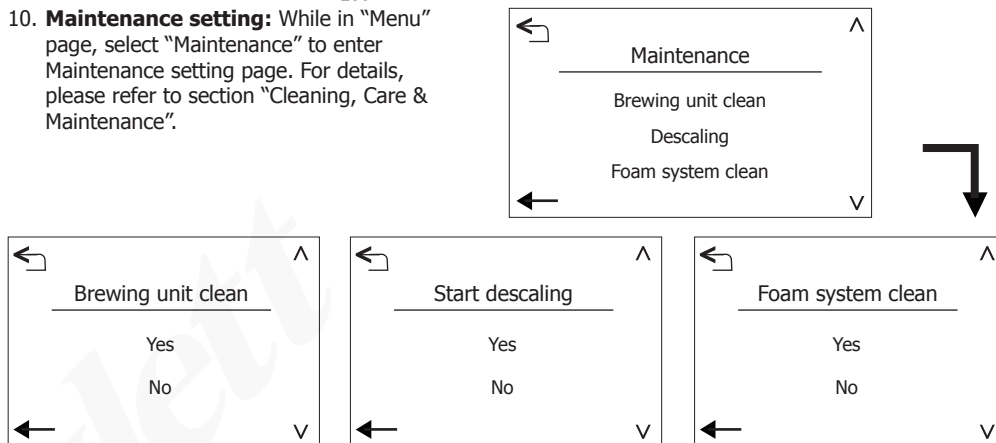 10. Maintenance setting: While in “Menu”
page, select “Maintenance” to enter
Maintenance setting page. For details,
please refer to section “Cleaning, Care &
Maintenance”.
Maintenance
Brewing unit clean
Descaling
Foam system clean
Brewing unit clean
Yes
No
Start descaling
Yes
No
Foam system clean
Yes
No